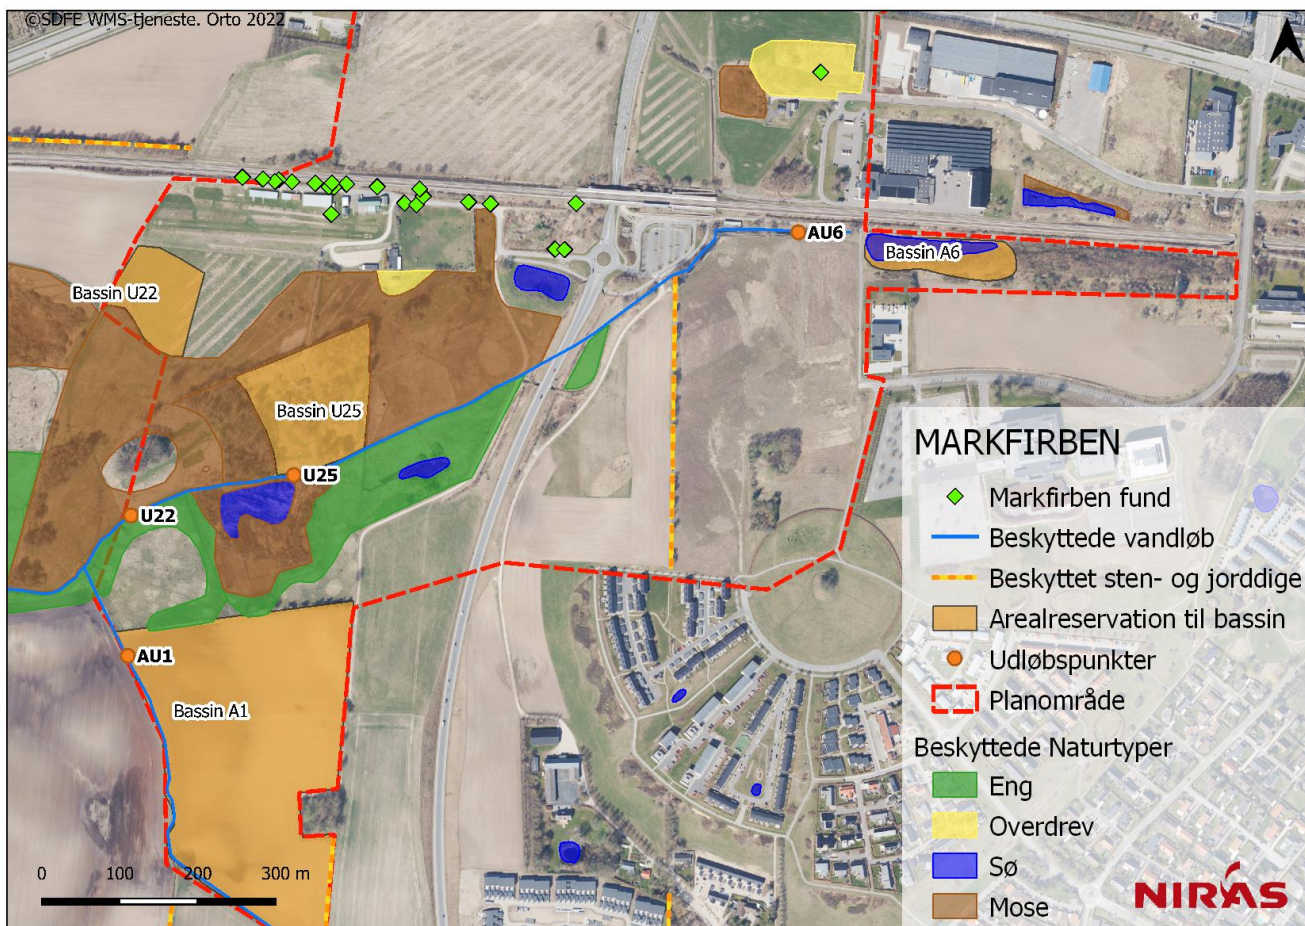 ©SDFE WMS-tjeneste. Orto 2022
AU6
Bassin A6
Bassin U22
Bassin U25
U25
U22
AU1
Bassin A1
0 100 200 300 m
MARKFIRBEN
Markfirben fund
Beskyttede vandløb
Beskyttet sten- og jorddige
Arealreservation til bassin
Udløbspunkter
Planområde
Beskyttede Naturtyper
Eng
Overdrev
Sø
Mose
NIRAS